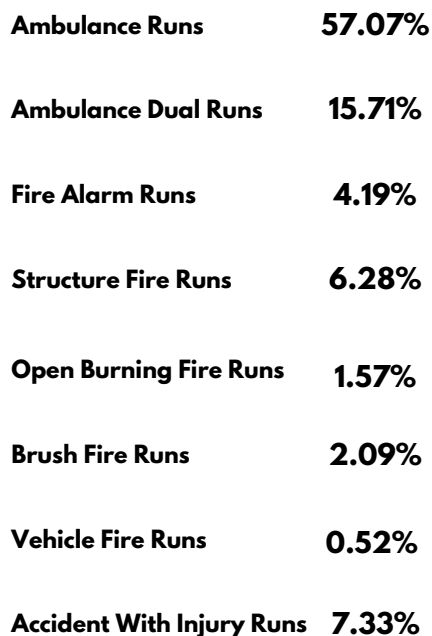 Ambulance Runs 57.07%
Ambulance Dual Runs 15.71%
Fire Alarm Runs 4.19%
Structure Fire Runs 6.28%
Open Burning Fire Runs 1.57%
Brush Fire Runs 2.09%
Vehicle Fire Runs 0.52%
Accident With Injury Runs 7.33%